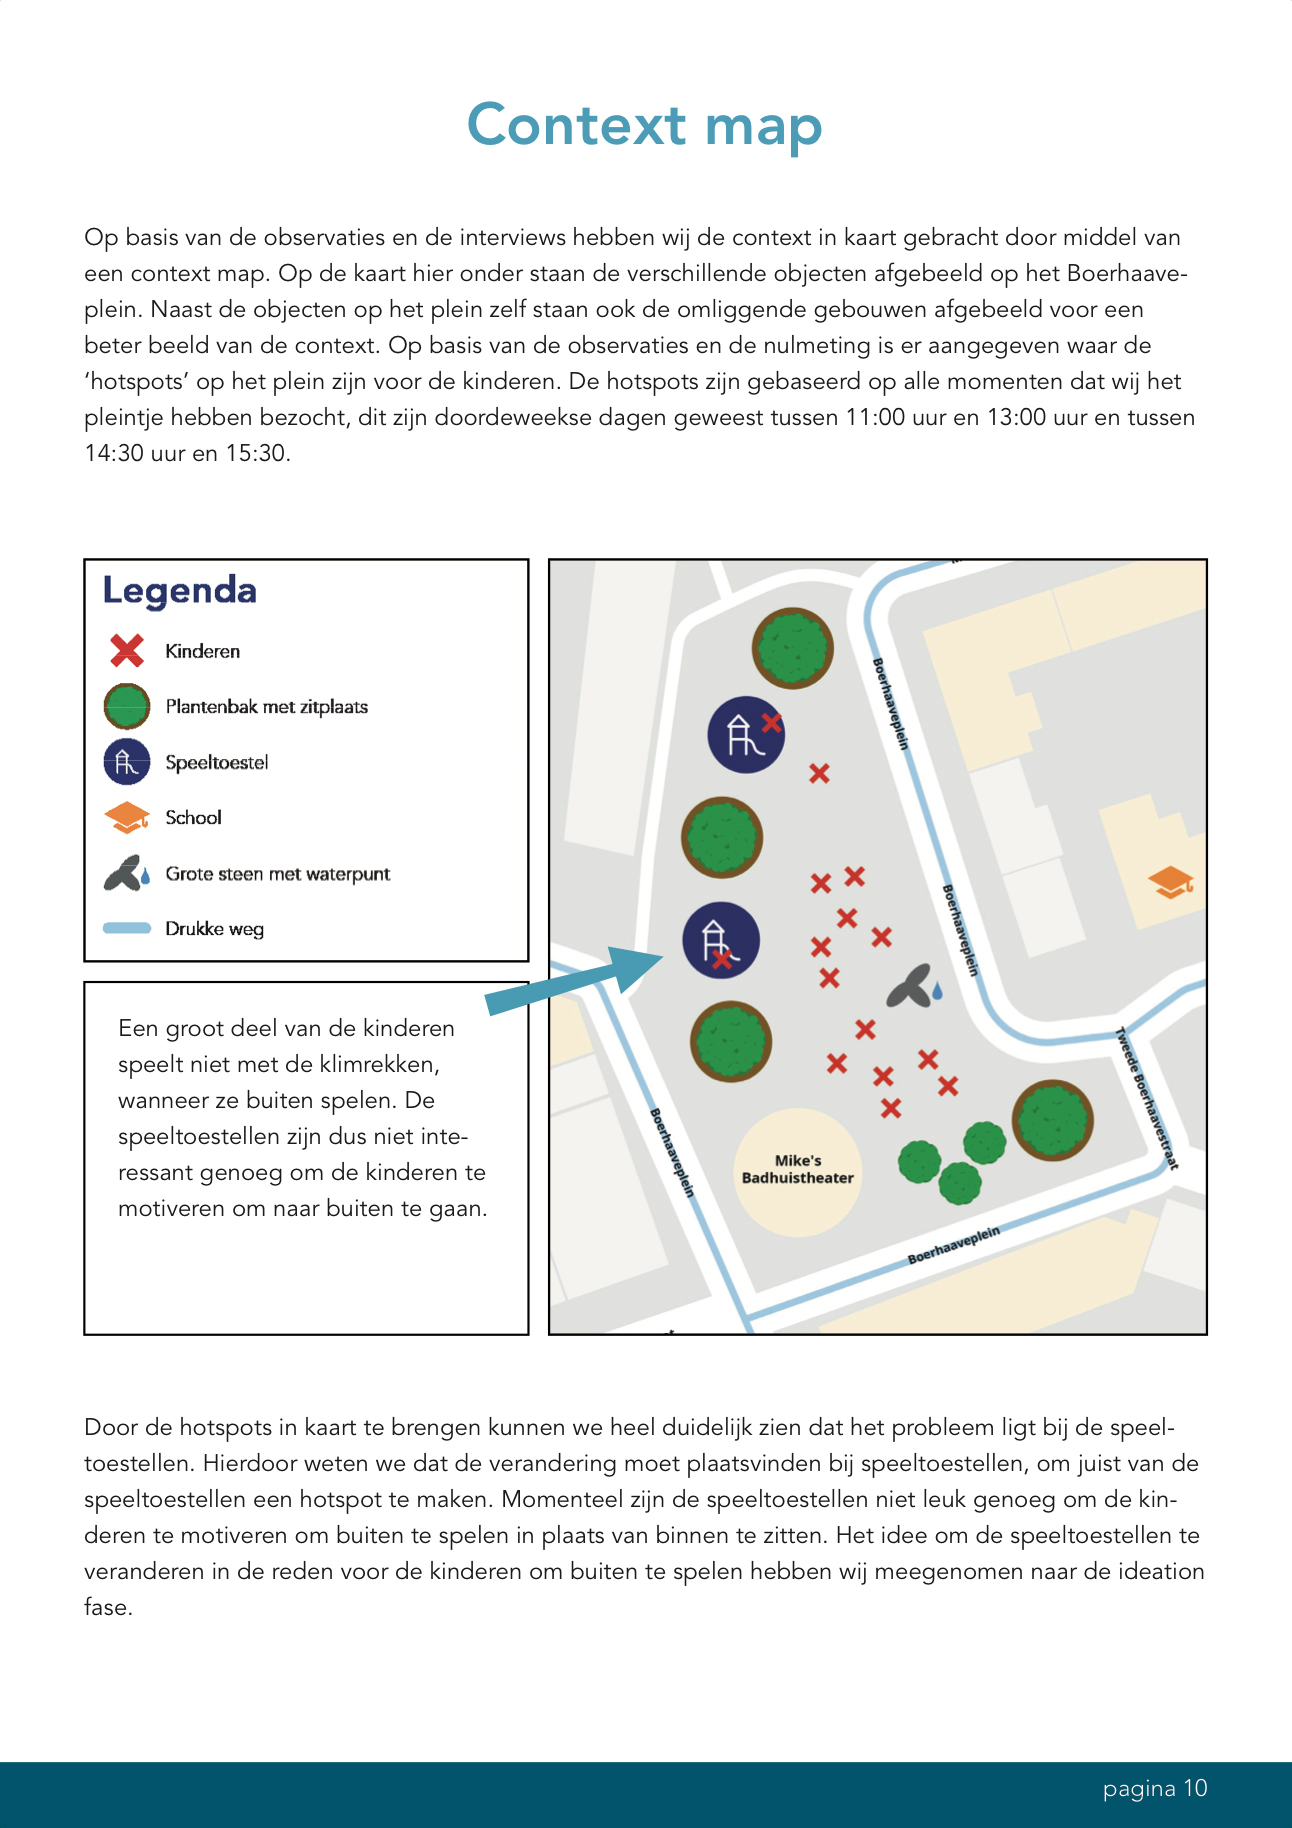 Context map
Op basis van de observaties en de interviews hebben wij de context in kaart gebracht door middel van
een context map. Op de kaart hier onder staan de verschillende objecten afgebeeld op het Boerhaave-
plein. Naast de objecten op het plein zelf staan ook de omliggende gebouwen afgebeeld voor een
beter beeld van de context. Op basis van de observaties en de nulmeting is er aangegeven waar de
‘hotspots’ op het plein zijn voor de kinderen. De hotspots zijn gebaseerd op alle momenten dat wij het
pleintje hebben bezocht, dit zijn doordeweekse dagen geweest tussen 11:00 uur en 13:00 uur en tussen
14:30 uur en 15:30.
Legenda
Kinderen
Plantenbak met zitplaats
Speeltoestel
School
Grote steen met waterpunt
Drukke weg
Een groot deel van de kinderen
speelt niet met de klimrekken,
wanneer ze buiten spelen. De
speeltoestellen zijn dus niet inte-
ressant genoeg om de kinderen te
motiveren om naar buiten te gaan.
Boerhaaveplein
Boerhaaveplein
Tweede Boerhaavestraat
Boerhaaveplein
Mike's
Badhuistheater
Boerhaaveplein
Door de hotspots in kaart te brengen kunnen we heel duidelijk zien dat het probleem ligt bij de speel-
toestellen. Hierdoor weten we dat de verandering moet plaatsvinden bij speeltoestellen, om juist van de
speeltoestellen een hotspot te maken. Momenteel zijn de speeltoestellen niet leuk genoeg om de kin-
deren te motiveren om buiten te spelen in plaats van binnen te zitten. Het idee om de speeltoestellen te
veranderen in de reden voor de kinderen om buiten te spelen hebben wij meegenomen naar de ideation
fase.
pagina 10